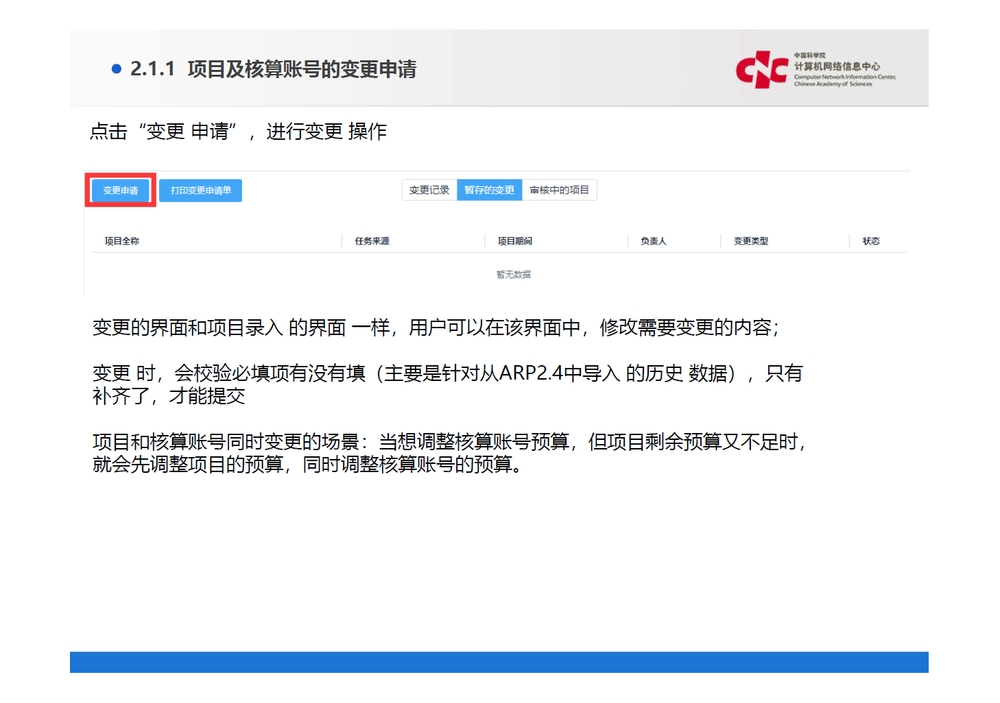 2.1.1 项目及核算账号的变更申请
中国科学院
计算机网络信息中心
Computer Network Information Center,
Chinese Academy of Sciences
点击“变更 申请”，进行变更 操作
变更申请 打印变更申请单 变更记录 暂存的变更 审核中的项目
项目全称 任务来源 项目期间 负责人 变更类型 状态
暂无数据
变更的界面和项目录入 的界面 一样，用户可以在该界面中，修改需要变更的内容；
变更 时，会校验必填项有没有填（主要是针对从ARP2.4中导入 的历史 数据），只有
补齐了，才能提交
项目和核算账号同时变更的场景：当想调整核算账号预算，但项目剩余预算又不足时，
就会先调整项目的预算，同时调整核算账号的预算。